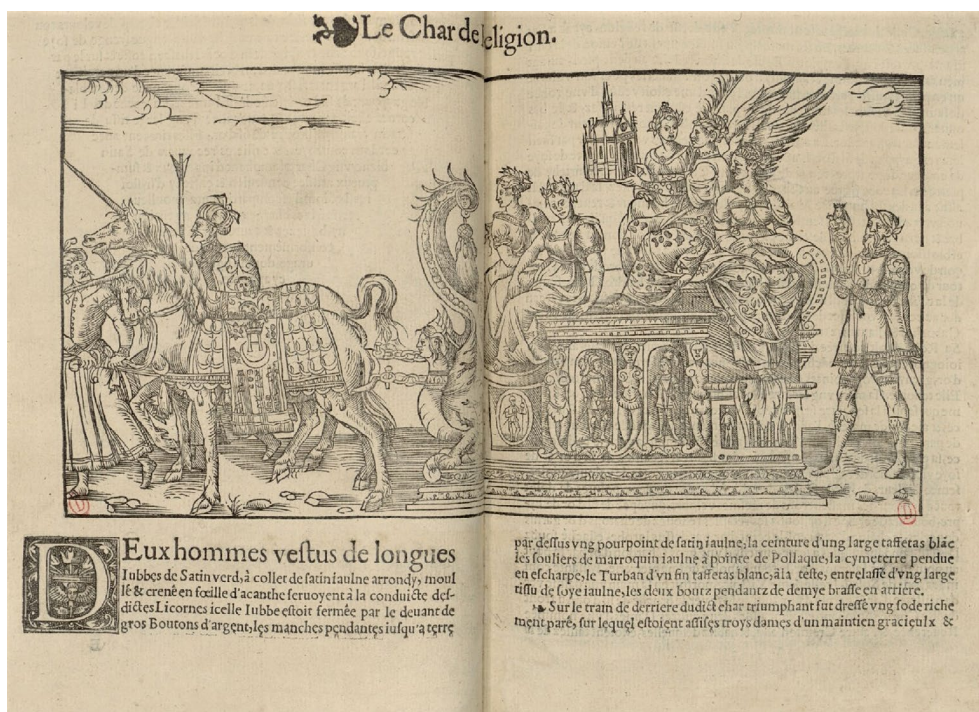 Le Char de eligion.
DEux hommes vestus de longues
Iubbes de Satin verd, à collet de satin iaulne arrondy, moul
lé & crené en fœille d'acanthe seruoyent à la conduicte des-
dictes Licornes icelle Iubbe estoit fermée par le deuant de
gros Boutons d'argent, les manches pendantes iusqu'a terre
par dessus vng pourpoint de satin iaulne, la ceinture d'ung large taffetas blāc
les souliers de marroquin iaulne à pointe de Pollaque, la cymeterre pendue
en escharpe, le Turban d'vn fin taffetas blanc, à la teste, entrelassé d'vng large
tissu de soye iaulne, les deux boutz pendantz de demye brasse en arriere.
❧ Sur le train de derriere dudict char triumphant fut dressé vng sode riche
ment paré, sur lequel estoient assises troys dames d'un maintien gracieulx &